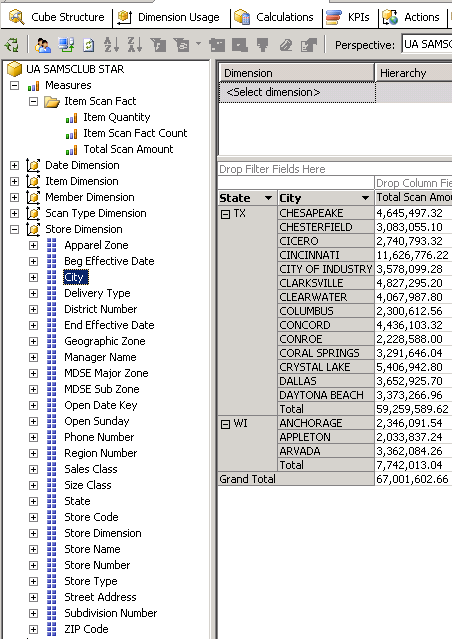 Cube Structure Dimension Usage Calculations KPIs Actions
Perspective: UA SAMSC
UA SAMSCLUB STAR
Measures
Item Scan Fact
Item Quantity
Item Scan Fact Count
Total Scan Amount
Date Dimension
Item Dimension
Member Dimension
Scan Type Dimension
Store Dimension
Apparel Zone
Beg Effective Date
City
Delivery Type
District Number
End Effective Date
Geographic Zone
Manager Name
MDSE Major Zone
MDSE Sub Zone
Open Date Key
Open Sunday
Phone Number
Region Number
Sales Class
Size Class
State
Store Code
Store Dimension
Store Name
Store Number
Store Type
Street Address
Subdivision Number
ZIP Code
Dimension Hierarchy
<Select dimension>
Drop Filter Fields Here
Drop Column Fie
State City Total Scan Amo
TX CHESAPEAKE 4,645,497.32
CHESTERFIELD 3,083,055.10
CICERO 2,740,793.32
CINCINNATI 11,626,776.22
CITY OF INDUSTRY 3,578,099.28
CLARKSVILLE 4,827,295.20
CLEARWATER 4,067,987.80
COLUMBUS 2,300,612.56
CONCORD 4,436,103.32
CONROE 2,228,588.00
CORAL SPRINGS 3,291,646.04
CRYSTAL LAKE 5,406,942.80
DALLAS 3,652,925.70
DAYTONA BEACH 3,373,266.96
Total 59,259,589.62
WI ANCHORAGE 2,346,091.54
APPLETON 2,033,837.24
ARVADA 3,362,084.26
Total 7,742,013.04
Grand Total 67,001,602.66